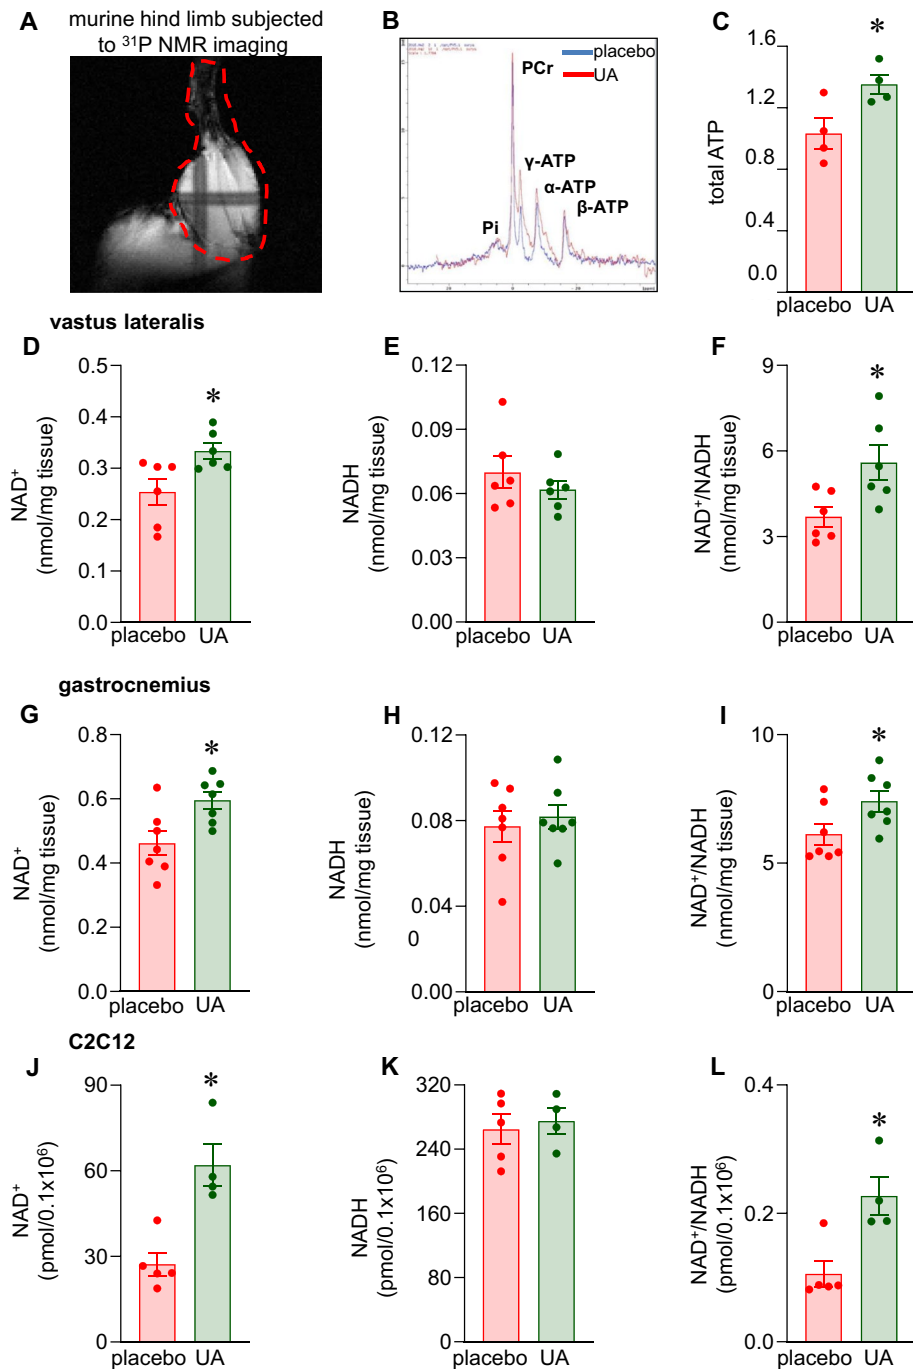 A
murine hind limb subjected
to ³¹P NMR imaging
B
placebo
UA
PCr
γ-ATP
α-ATP
β-ATP
Pi
C
*
total ATP
1.6
1.2
0.8
0.4
0.0
placebo UA
vastus lateralis
D
*
NAD⁺
(nmol/mg tissue)
0.5
0.4
0.3
0.2
0.1
0.0
placebo UA
E
NADH
(nmol/mg tissue)
0.12
0.09
0.06
0.03
0.00
placebo UA
F
*
NAD⁺/NADH
(nmol/mg tissue)
9
6
3
0
placebo UA
gastrocnemius
G
*
NAD⁺
(nmol/mg tissue)
0.8
0.6
0.4
0.2
0.0
placebo UA
H
NADH
(nmol/mg tissue)
0.12
0.08
0.04
0
0.00
placebo UA
I
*
NAD⁺/NADH
(nmol/mg tissue)
10
5
0
placebo UA
C2C12
J
*
NAD⁺
(pmol/0.1x10⁶)
90
60
30
0
placebo UA
K
NADH
(pmol/0.1x10⁶)
320
240
160
80
0
placebo UA
L
*
NAD⁺/NADH
(pmol/0.1x10⁶)
0.4
0.2
0.0
placebo UA